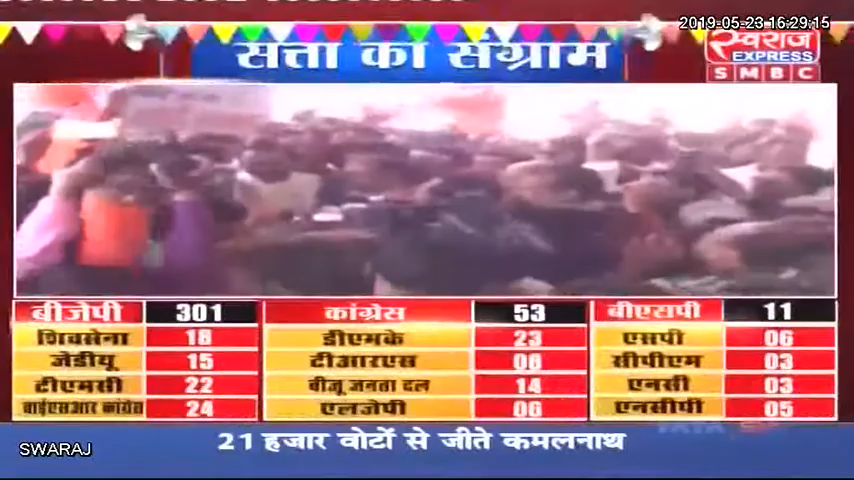 2019-05-23 16:29:15
सत्ता का संग्राम
स्वराज
EXPRESS
SMBC
बीजेपी 301 कांग्रेस 53 बीएसपी 11
शिवसेना 18 डीएमके 23 एसपी 06
जेडीयू 15 टीआरएस 08 सीपीएम 03
टीएमसी 22 बीजू जनता दल 14 एनसी 03
वाईएसआर कांग्रेस 24 एलजेपी 06 एनसीपी 05
21 हजार वोटों से जीते कमलनाथ
SWARAJ